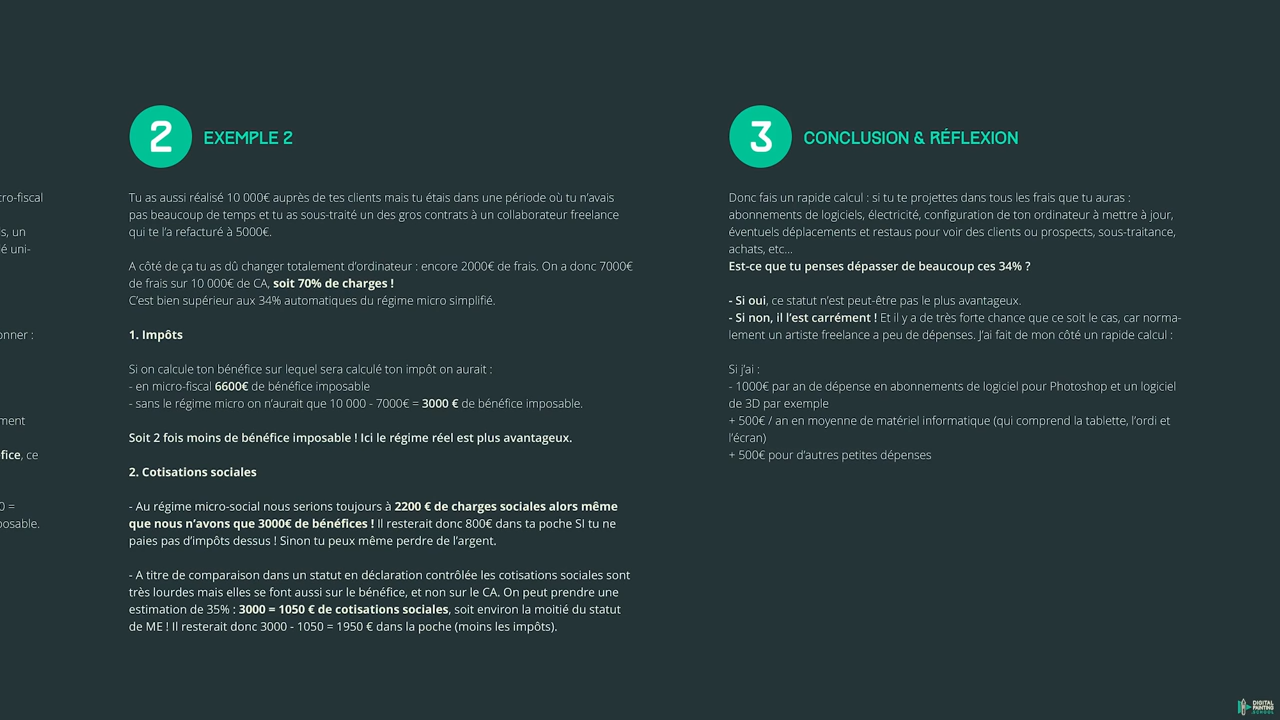 cro-fiscal
s, un
é uni-
onner :
ment
fice, ce
0 =
posable.
2
EXEMPLE 2
Tu as aussi réalisé 10 000€ auprès de tes clients mais tu étais dans une période où tu n'avais
pas beaucoup de temps et tu as sous-traité un des gros contrats à un collaborateur freelance
qui te l'a refacturé à 5000€.
A côté de ça tu as dû changer totalement d'ordinateur : encore 2000€ de frais. On a donc 7000€
de frais sur 10 000€ de CA, soit 70% de charges !
C'est bien supérieur aux 34% automatiques du régime micro simplifié.
1. Impôts
Si on calcule ton bénéfice sur lequel sera calculé ton impôt on aurait :
- en micro-fiscal 6600€ de bénéfice imposable
- sans le régime micro on n'aurait que 10 000 - 7000€ = 3000 € de bénéfice imposable.
Soit 2 fois moins de bénéfice imposable ! Ici le régime réel est plus avantageux.
2. Cotisations sociales
- Au régime micro-social nous serions toujours à 2200 € de charges sociales alors même
que nous n'avons que 3000€ de bénéfices ! Il resterait donc 800€ dans ta poche SI tu ne
paies pas d'impôts dessus ! Sinon tu peux même perdre de l'argent.
- A titre de comparaison dans un statut en déclaration contrôlée les cotisations sociales sont
très lourdes mais elles se font aussi sur le bénéfice, et non sur le CA. On peut prendre une
estimation de 35% : 3000 = 1050 € de cotisations sociales, soit environ la moitié du statut
de ME ! Il resterait donc 3000 - 1050 = 1950 € dans la poche (moins les impôts).
3
CONCLUSION & RÉFLEXION
Donc fais un rapide calcul : si tu te projettes dans tous les frais que tu auras :
abonnements de logiciels, électricité, configuration de ton ordinateur à mettre à jour,
éventuels déplacements et restaus pour voir des clients ou prospects, sous-traitance,
achats, etc...
Est-ce que tu penses dépasser de beaucoup ces 34% ?
- Si oui, ce statut n'est peut-être pas le plus avantageux.
- Si non, il l'est carrément ! Et il y a de très forte chance que ce soit le cas, car norma-
lement un artiste freelance a peu de dépenses. J'ai fait de mon côté un rapide calcul :
Si j'ai :
- 1000€ par an de dépense en abonnements de logiciel pour Photoshop et un logiciel
de 3D par exemple
+ 500€ / an en moyenne de matériel informatique (qui comprend la tablette, l'ordi et
l'écran)
+ 500€ pour d'autres petites dépenses
DIGITAL
PAINTING
SCHOOL